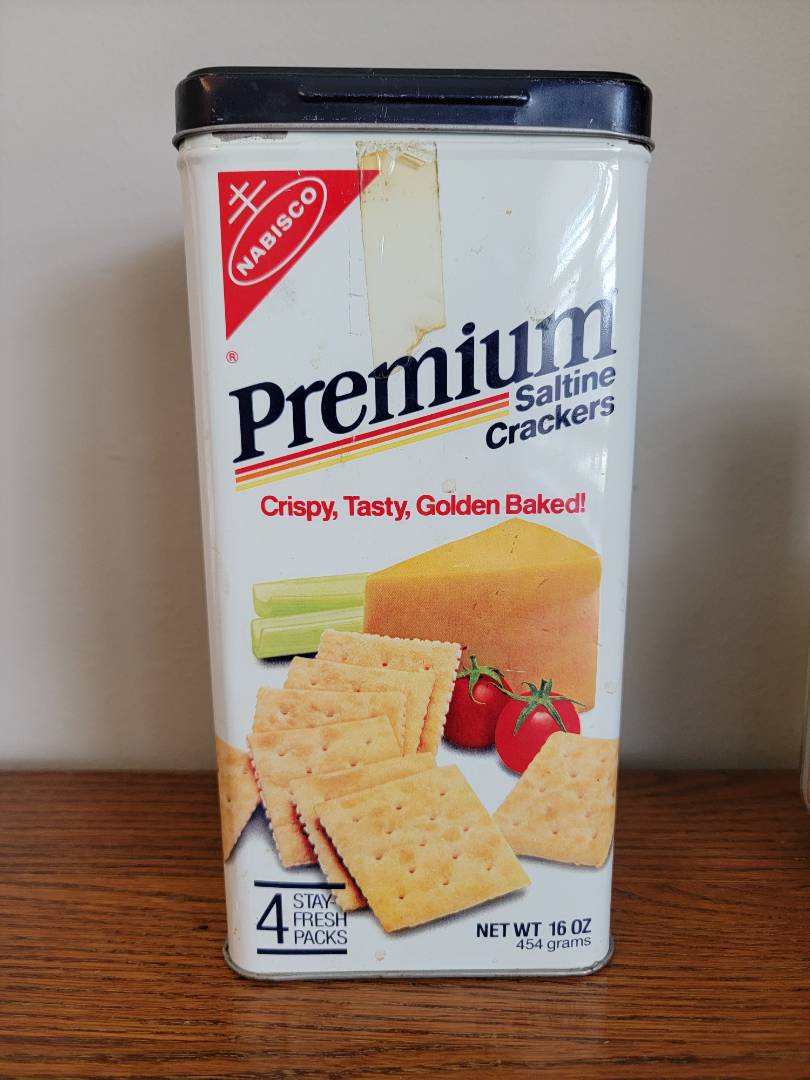 NABISCO
®
Premium
Saltine
Crackers
Crispy, Tasty, Golden Baked!
4 STAY-
FRESH
PACKS
NET WT 16 OZ
454 grams